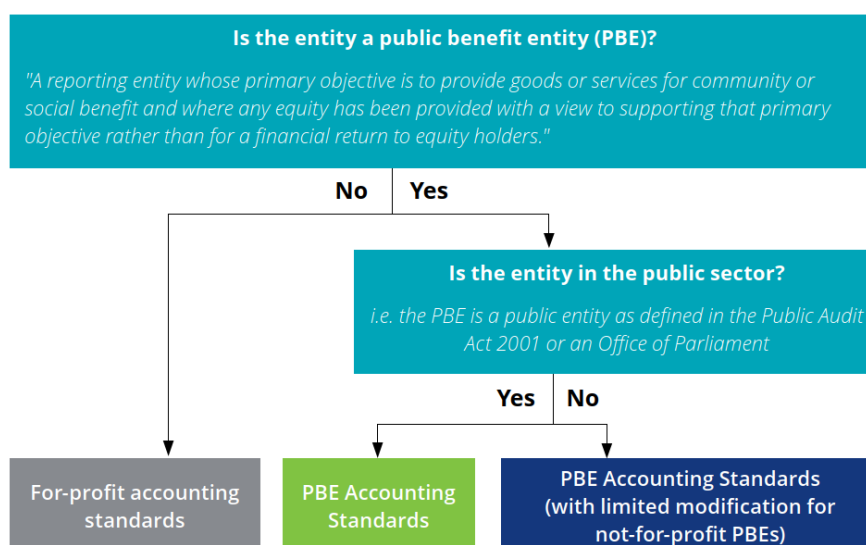 Is the entity a public benefit entity (PBE)?
"A reporting entity whose primary objective is to provide goods or services for community or
social benefit and where any equity has been provided with a view to supporting that primary
objective rather than for a financial return to equity holders."
No
Yes
Is the entity in the public sector?
i.e. the PBE is a public entity as defined in the Public Audit
Act 2001 or an Office of Parliament
Yes
No
For-profit accounting
standards
PBE Accounting
Standards
PBE Accounting Standards
(with limited modification for
not-for-profit PBEs)